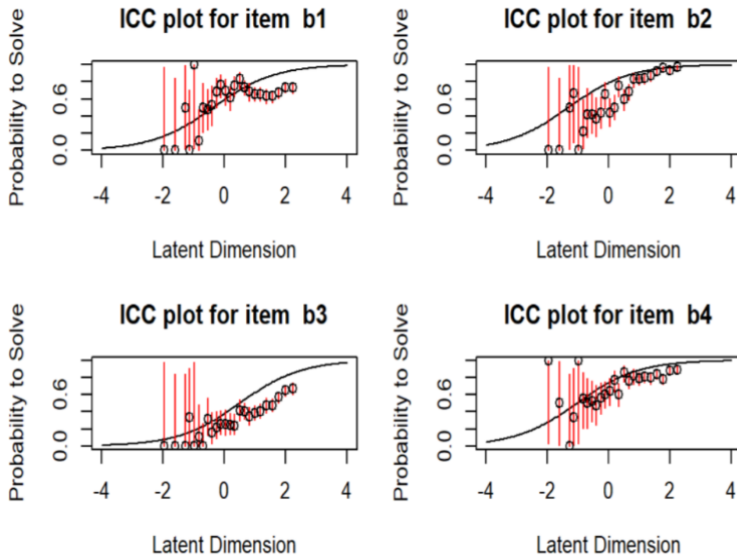 ICC plot for item b1
Probability to Solve
0.0 0.6
-4 -2 0 2 4
Latent Dimension
ICC plot for item b2
Probability to Solve
0.0 0.6
-4 -2 0 2 4
Latent Dimension
ICC plot for item b3
Probability to Solve
0.0 0.6
-4 -2 0 2 4
Latent Dimension
ICC plot for item b4
Probability to Solve
0.0 0.6
-4 -2 0 2 4
Latent Dimension